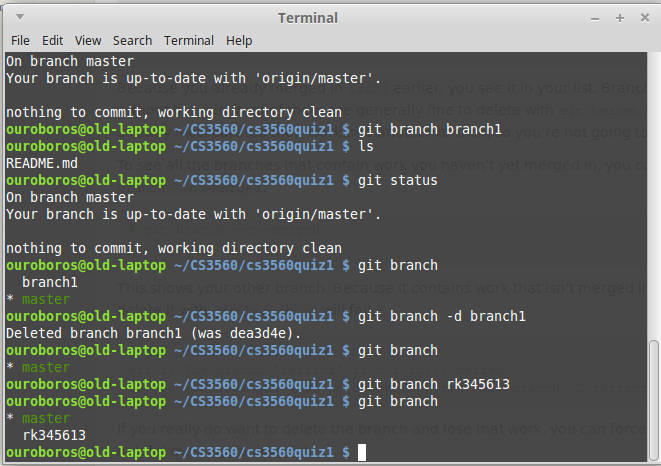 Terminal
File Edit View Search Terminal Help
On branch master
Your branch is up-to-date with 'origin/master'.
nothing to commit, working directory clean
ouroboros@old-laptop ~/CS3560/cs3560quiz1 $ git branch branch1
ouroboros@old-laptop ~/CS3560/cs3560quiz1 $ ls
README.md
ouroboros@old-laptop ~/CS3560/cs3560quiz1 $ git status
On branch master
Your branch is up-to-date with 'origin/master'.
nothing to commit, working directory clean
ouroboros@old-laptop ~/CS3560/cs3560quiz1 $ git branch
  branch1
* master
ouroboros@old-laptop ~/CS3560/cs3560quiz1 $ git branch -d branch1
Deleted branch branch1 (was dea3d4e).
ouroboros@old-laptop ~/CS3560/cs3560quiz1 $ git branch
* master
ouroboros@old-laptop ~/CS3560/cs3560quiz1 $ git branch rk345613
ouroboros@old-laptop ~/CS3560/cs3560quiz1 $ git branch
* master
  rk345613
ouroboros@old-laptop ~/CS3560/cs3560quiz1 $